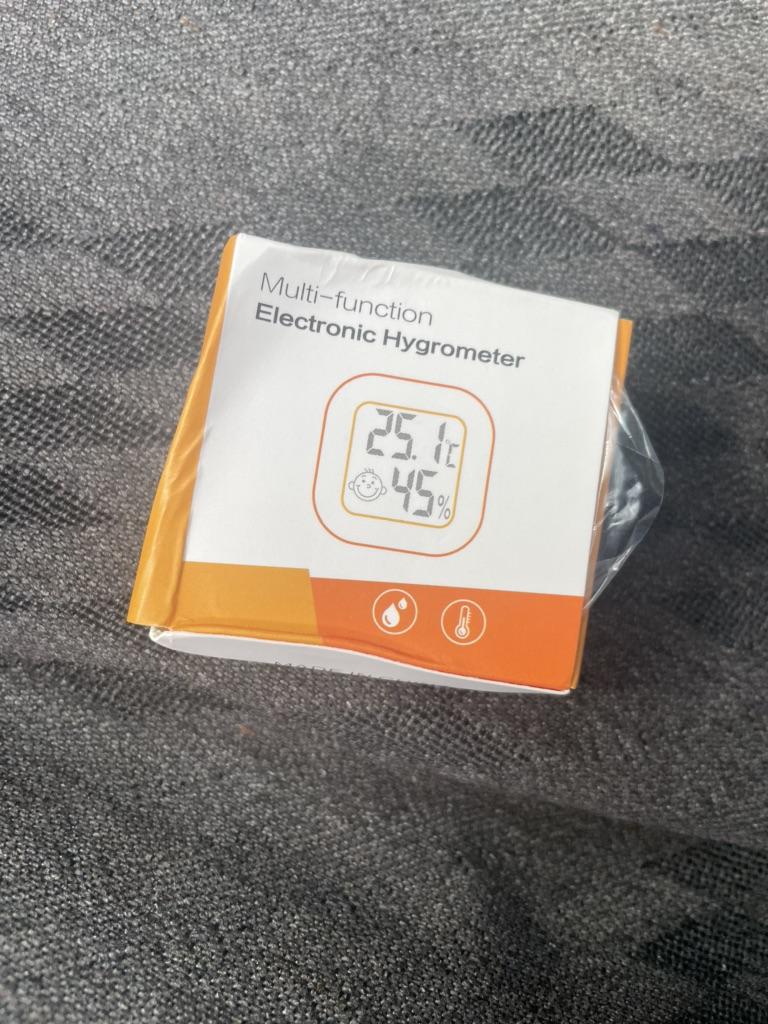 Multi-function
Electronic Hygrometer
25.1℃
45%